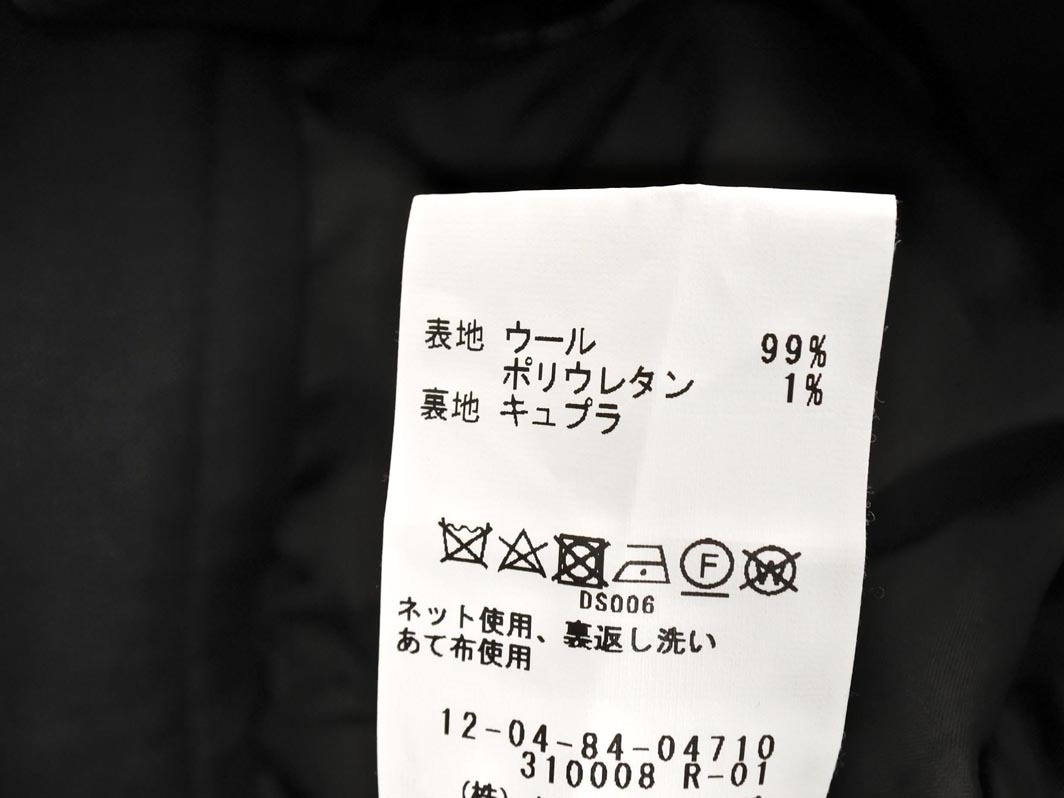 表地 ウール 99%
ポリウレタン 1%
裏地 キュプラ
F
W
DS006
ネット使用、裏返し洗い
あて布使用
12-04-84-04710
310008 R-01
(株)